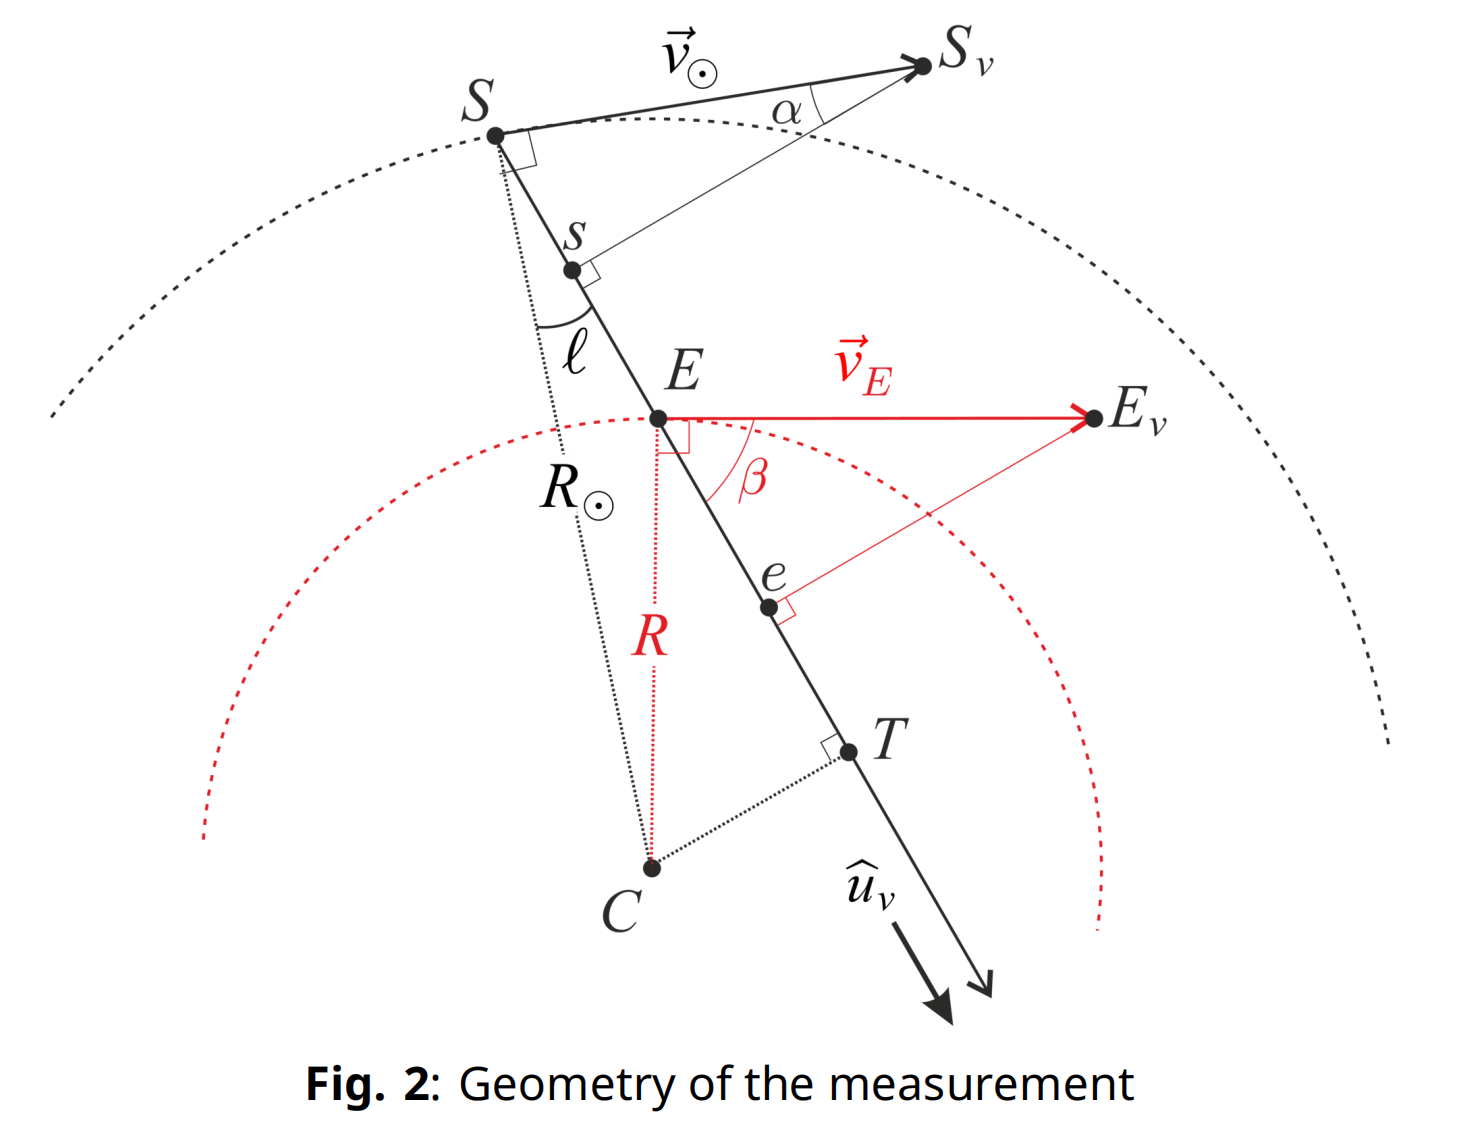 $\vec{v}_{\odot}$
$S_v$
$S$
$\alpha$
$s$
$\ell$
$E$
$\vec{v}_E$
$E_v$
$\beta$
$R_{\odot}$
$e$
$R$
$T$
$\widehat{u}_v$
$C$
Fig. 2: Geometry of the measurement